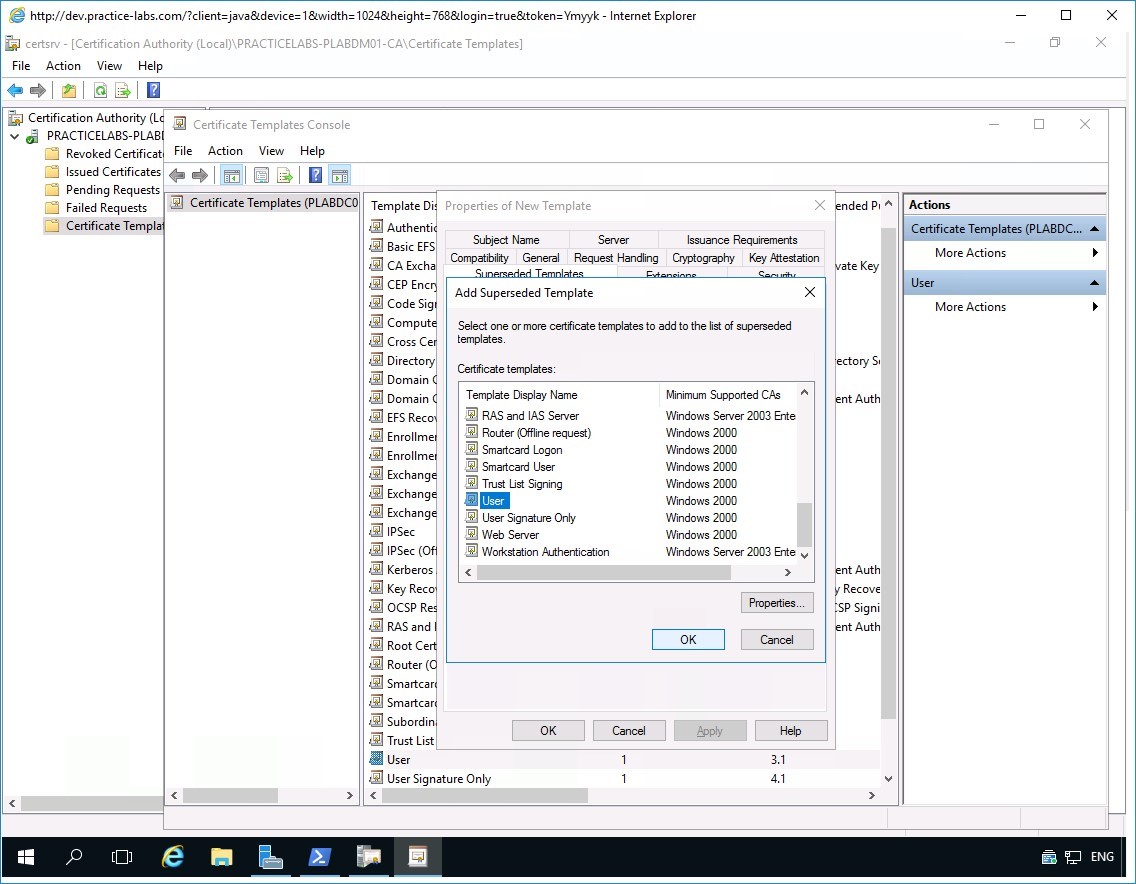 http://dev.practice-labs.com/?client=java&device=1&width=1024&height=768&login=true&token=Ymyyk - Internet Explorer
certsrv - [Certification Authority (Local)\PRACTICELABS-PLABDM01-CA\Certificate Templates]
File Action View Help
Certification Authority (Lo
PRACTICELABS-PLABD
Revoked Certificat
Issued Certificates
Pending Requests
Failed Requests
Certificate Templat
Certificate Templates Console
File Action View Help
Certificate Templates (PLABDC0
Template Dis
Authentic
Basic EFS
CA Excha
CEP Encry
Code Sig
Compute
Cross Cer
Directory
Domain C
Domain C
EFS Reco
Enrollme
Enrollme
Exchange
Exchange
Exchange
IPSec
IPSec (Off
Kerberos
Key Reco
OCSP Res
RAS and I
Root Cert
Router (O
Smartcar
Smartcar
Subordin
Trust List
User 1 3.1
User Signature Only 1 4.1
ended Pu
vate Key
ectory Se
ent Auth
ent Auth
y Recove
CSP Signi
ent Auth
Properties of New Template
Subject Name Server Issuance Requirements
Compatibility General Request Handling Cryptography Key Attestation
Superseded Templates Extensions Security
Add Superseded Template
Select one or more certificate templates to add to the list of superseded
templates.
Certificate templates:
Template Display Name Minimum Supported CAs
RAS and IAS Server Windows Server 2003 Ente
Router (Offline request) Windows 2000
Smartcard Logon Windows 2000
Smartcard User Windows 2000
Trust List Signing Windows 2000
User Windows 2000
User Signature Only Windows 2000
Web Server Windows 2000
Workstation Authentication Windows Server 2003 Ente
Properties...
OK Cancel
OK Cancel Apply Help
Actions
Certificate Templates (PLABDC...
More Actions
User
More Actions
ENG